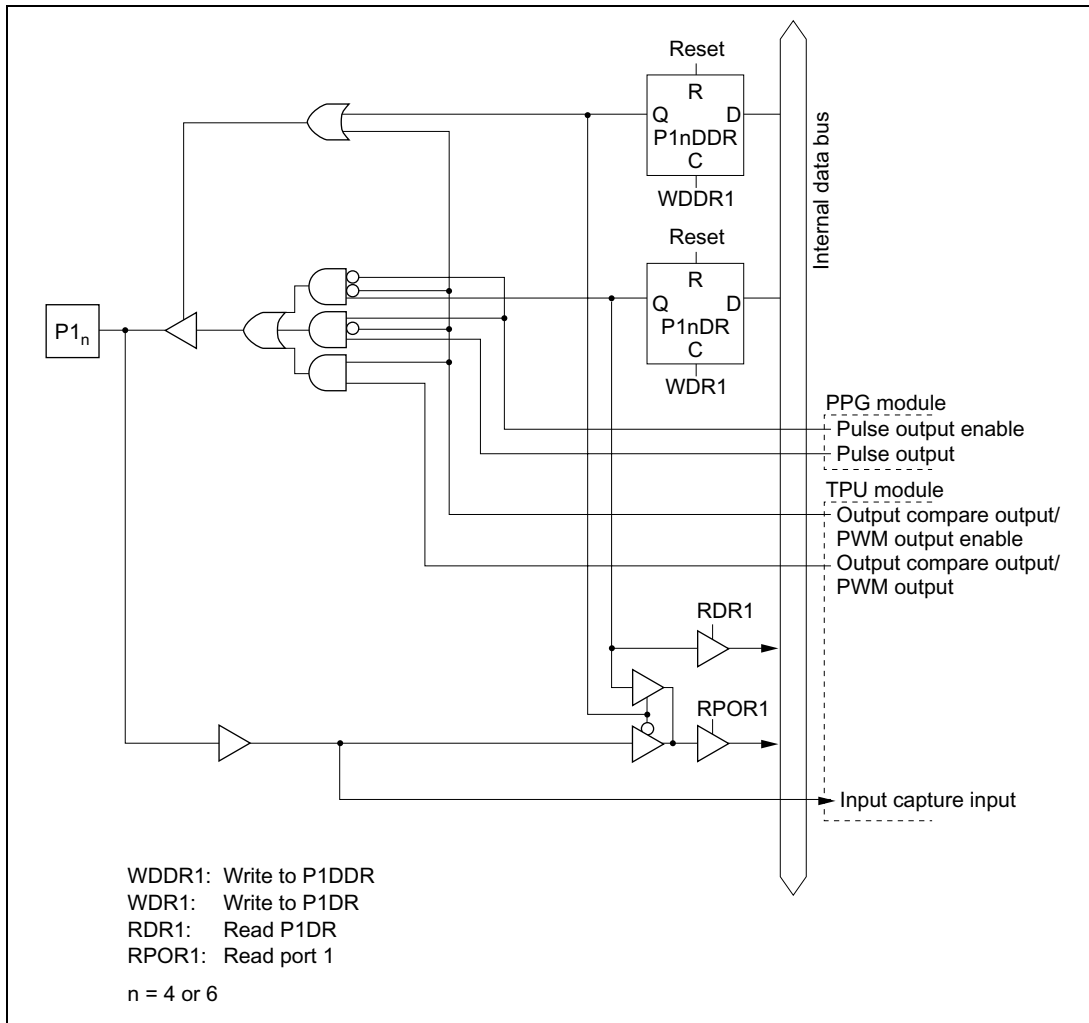 Reset
R
Q D
P1nDDR
C
WDDR1
Internal data bus
Reset
R
Q D
P1nDR
C
WDR1
P1n
PPG module
Pulse output enable
Pulse output
TPU module
Output compare output/
PWM output enable
Output compare output/
PWM output
RDR1
RPOR1
Input capture input
WDDR1: Write to P1DDR
WDR1: Write to P1DR
RDR1: Read P1DR
RPOR1: Read port 1
n = 4 or 6